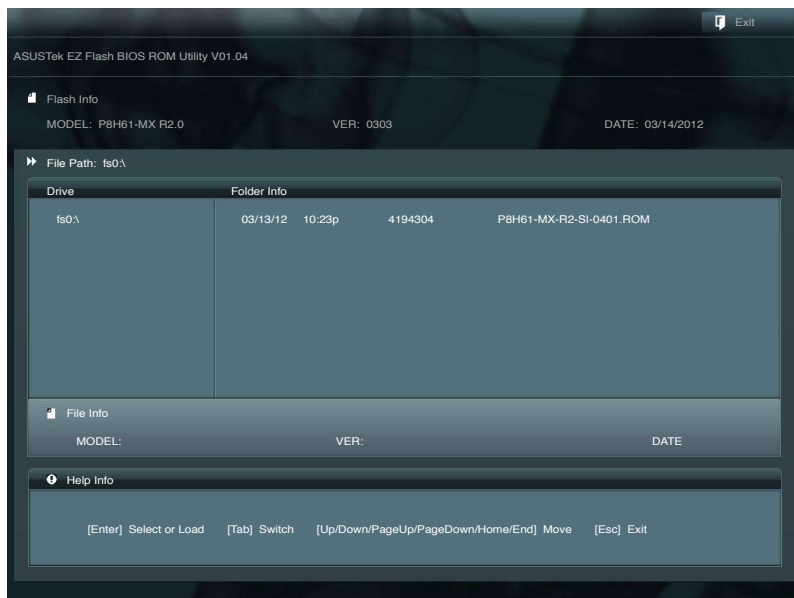 Exit
ASUSTek EZ Flash BIOS ROM Utility V01.04
Flash Info
MODEL: P8H61-MX R2.0 VER: 0303 DATE: 03/14/2012
File Path: fs0:\
Drive Folder Info
fs0:\ 03/13/12 10:23p 4194304 P8H61-MX-R2-SI-0401.ROM
File Info
MODEL: VER: DATE
Help Info
[Enter] Select or Load [Tab] Switch [Up/Down/PageUp/PageDown/Home/End] Move [Esc] Exit